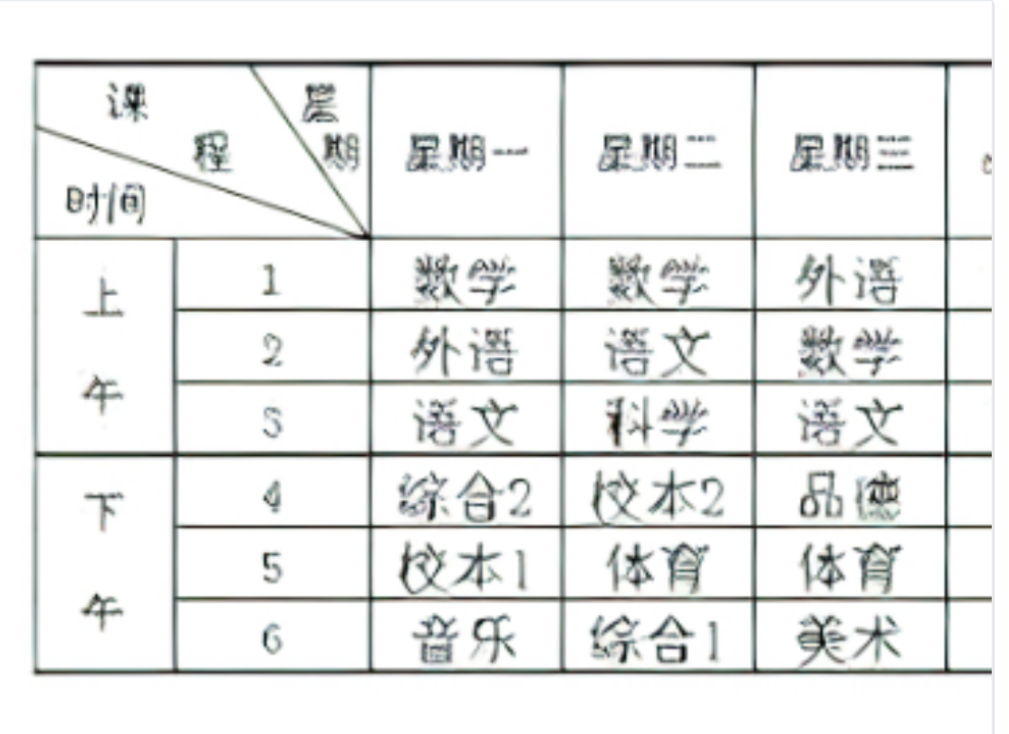 课程 星期
时间
星期一 星期二 星期三
上午
1 数学 数学 外语
2 外语 语文 数学
3 语文 科学 语文
下午
4 综合2 校本2 品德
5 校本1 体育 体育
6 音乐 综合1 美术